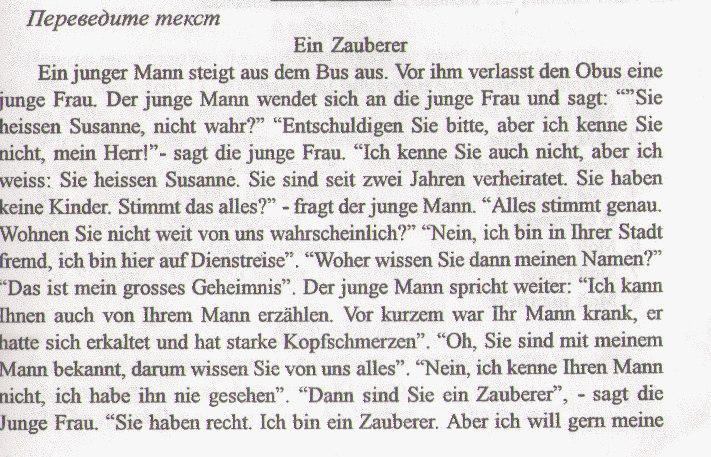 Переведите текст
Ein Zauberer
Ein junger Mann steigt aus dem Bus aus. Vor ihm verlasst den Obus eine
junge Frau. Der junge Mann wendet sich an die junge Frau und sagt: “”Sie
heissen Susanne, nicht wahr?” “Entschuldigen Sie bitte, aber ich kenne Sie
nicht, mein Herr!”- sagt die junge Frau. “Ich kenne Sie auch nicht, aber ich
weiss: Sie heissen Susanne. Sie sind seit zwei Jahren verheiratet. Sie haben
keine Kinder. Stimmt das alles?” - fragt der junge Mann. “Alles stimmt genau.
Wohnen Sie nicht weit von uns wahrscheinlich?” “Nein, ich bin in Ihrer Stadt
fremd, ich bin hier auf Dienstreise”. “Woher wissen Sie dann meinen Namen?”
“Das ist mein grosses Geheimnis”. Der junge Mann spricht weiter: “Ich kann
Ihnen auch von Ihrem Mann erzählen. Vor kurzem war Ihr Mann krank, er
hatte sich erkaltet und hat starke Kopfschmerzen”. “Oh, Sie sind mit meinem
Mann bekannt, darum wissen Sie von uns alles”. “Nein, ich kenne Ihren Mann
nicht, ich habe ihn nie gesehen”. “Dann sind Sie ein Zauberer”, - sagt die
Junge Frau. “Sie haben recht. Ich bin ein Zauberer. Aber ich will gern meine